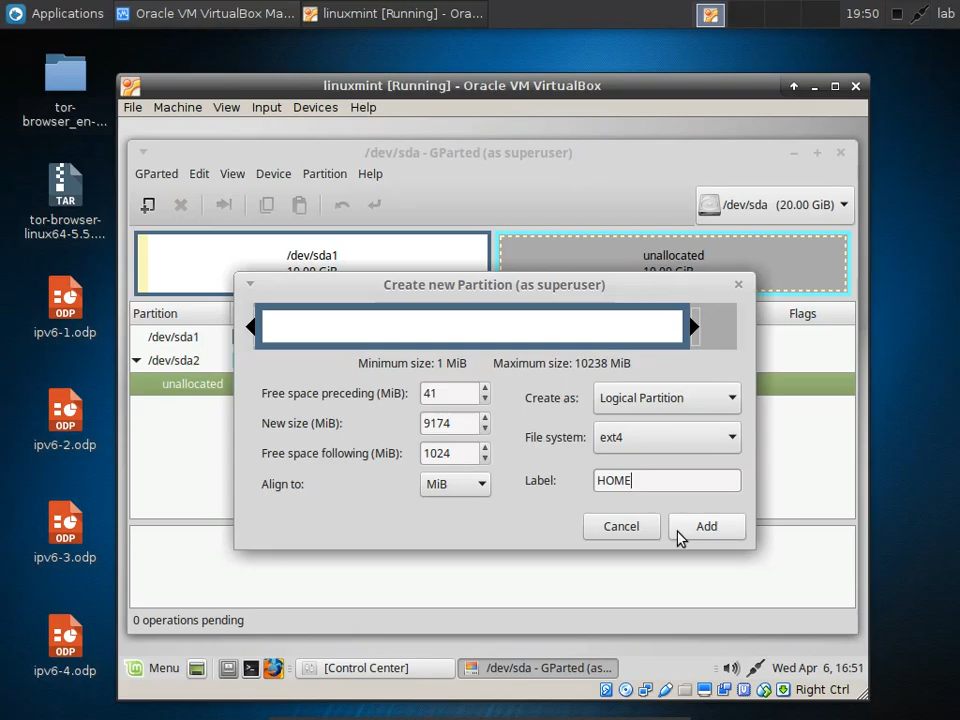 Applications
Oracle VM VirtualBox Ma...
linuxmint [Running] - Ora...
19:50
lab
tor-
browser_en-...
TAR
tor-browser-
linux64-5.5....
ODP
ipv6-1.odp
ODP
ipv6-2.odp
ODP
ipv6-3.odp
ODP
ipv6-4.odp
linuxmint [Running] - Oracle VM VirtualBox
File Machine View Input Devices Help
/dev/sda - GParted (as superuser)
GParted Edit View Device Partition Help
/dev/sda (20.00 GiB)
/dev/sda1
10.00 GiB
unallocated
10.00 GiB
Partition
Flags
/dev/sda1
/dev/sda2
unallocated
Create new Partition (as superuser)
Minimum size: 1 MiB Maximum size: 10238 MiB
Free space preceding (MiB): 41
New size (MiB): 9174
Free space following (MiB): 1024
Align to: MiB
Create as: Logical Partition
File system: ext4
Label: HOME
Cancel
Add
0 operations pending
Menu
[Control Center]
/dev/sda - GParted (as...
Wed Apr 6, 16:51
Right Ctrl